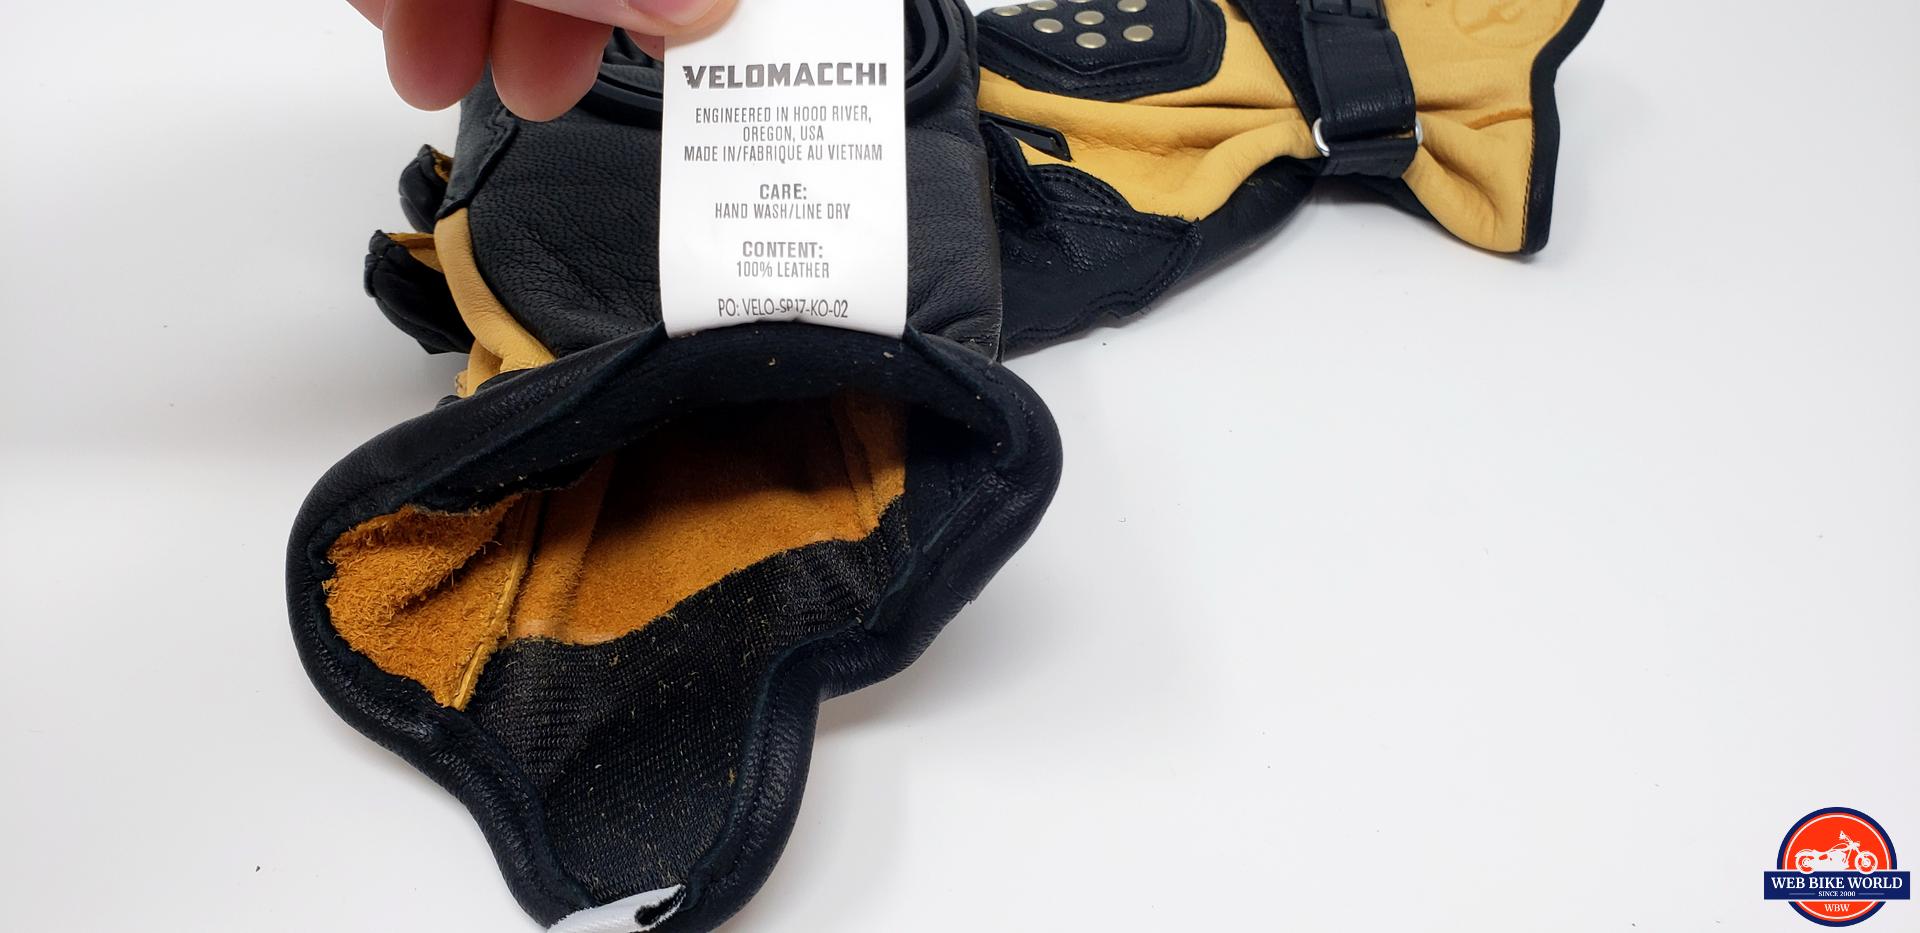 VELOMACCHI
ENGINEERED IN HOOD RIVER,
OREGON, USA
MADE IN/FABRIQUE AU VIETNAM
CARE:
HAND WASH/LINE DRY
CONTENT:
100% LEATHER
PO: VELO-SP17-KO-02
WEB BIKE WORLD
SINCE 2000
WBW